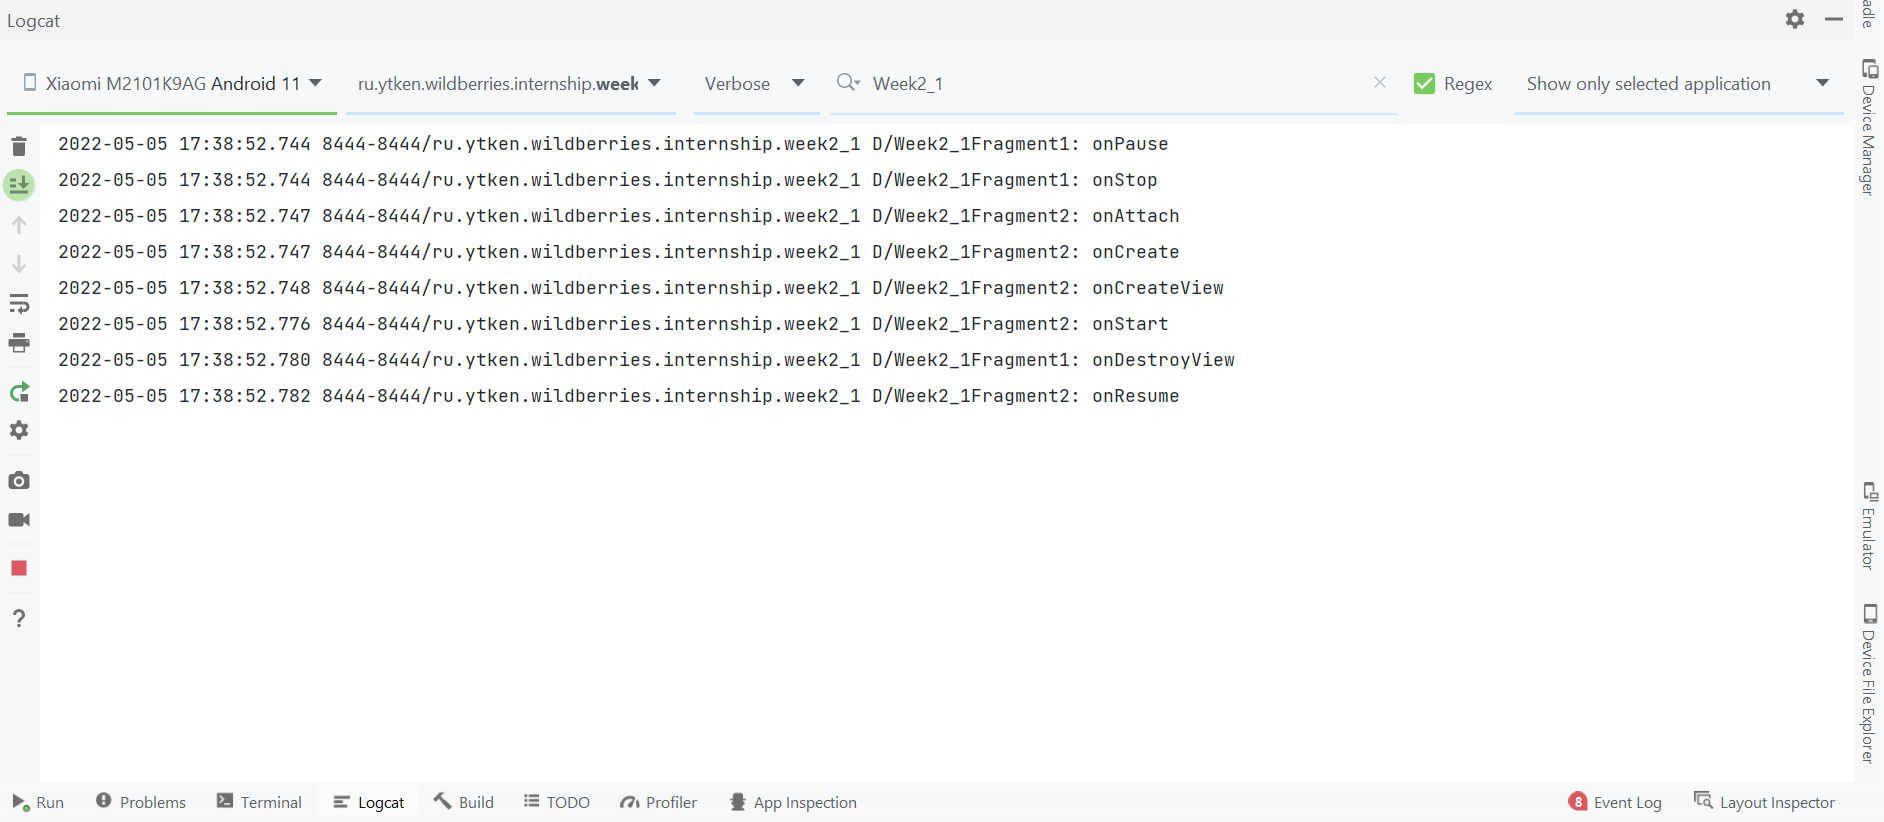 Logcat
Xiaomi M2101K9AG Android 11 ru.ytken.wildberries.internship.week Verbose Week2_1 Regex Show only selected application
2022-05-05 17:38:52.744 8444-8444/ru.ytken.wildberries.internship.week2_1 D/Week2_1Fragment1: onPause
2022-05-05 17:38:52.744 8444-8444/ru.ytken.wildberries.internship.week2_1 D/Week2_1Fragment1: onStop
2022-05-05 17:38:52.747 8444-8444/ru.ytken.wildberries.internship.week2_1 D/Week2_1Fragment2: onAttach
2022-05-05 17:38:52.747 8444-8444/ru.ytken.wildberries.internship.week2_1 D/Week2_1Fragment2: onCreate
2022-05-05 17:38:52.748 8444-8444/ru.ytken.wildberries.internship.week2_1 D/Week2_1Fragment2: onCreateView
2022-05-05 17:38:52.776 8444-8444/ru.ytken.wildberries.internship.week2_1 D/Week2_1Fragment2: onStart
2022-05-05 17:38:52.780 8444-8444/ru.ytken.wildberries.internship.week2_1 D/Week2_1Fragment1: onDestroyView
2022-05-05 17:38:52.782 8444-8444/ru.ytken.wildberries.internship.week2_1 D/Week2_1Fragment2: onResume
adle
Device Manager
Emulator
Device File Explorer
Run Problems Terminal Logcat Build TODO Profiler App Inspection 8 Event Log Layout Inspector